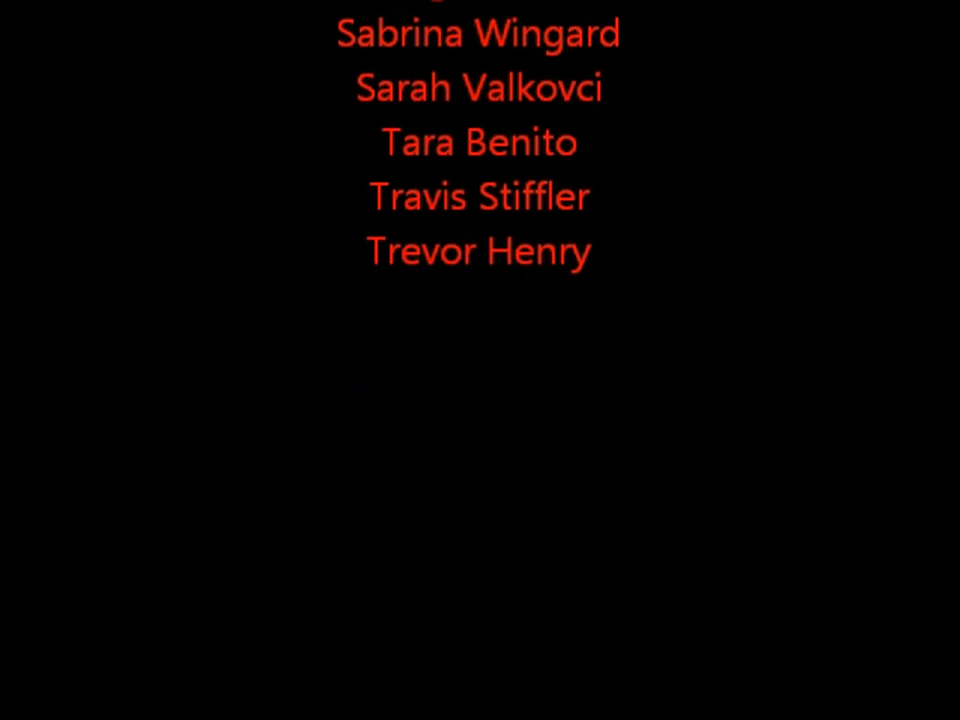 Sabrina Wingard
Sarah Valkovci
Tara Benito
Travis Stiffler
Trevor Henry